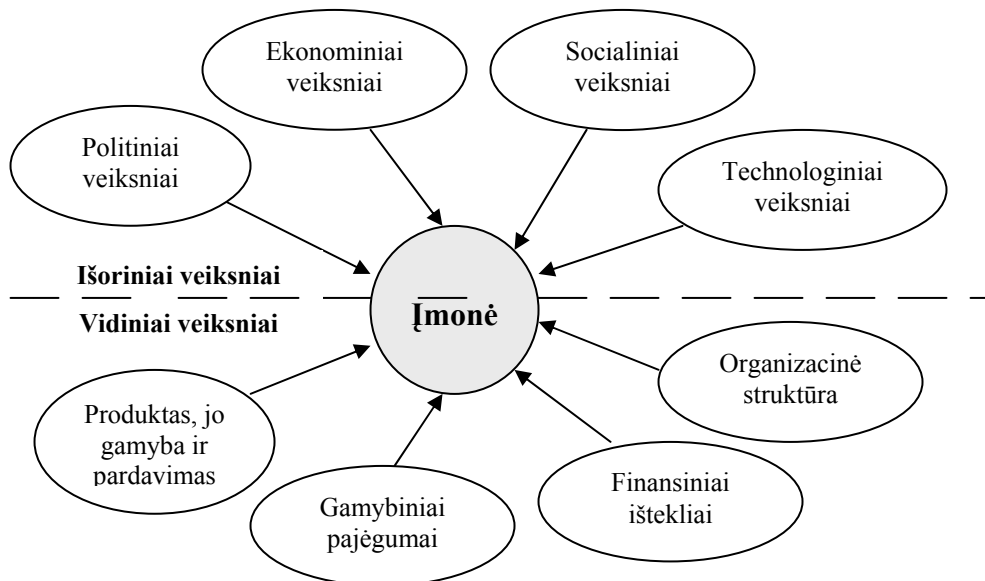 Ekonominiai
veiksniai
Socialiniai
veiksniai
Politiniai
veiksniai
Technologiniai
veiksniai
Išoriniai veiksniai
Įmonė
Vidiniai veiksniai
Organizacinė
struktūra
Produktas, jo
gamyba ir
pardavimas
Finansiniai
ištekliai
Gamybiniai
pajėgumai